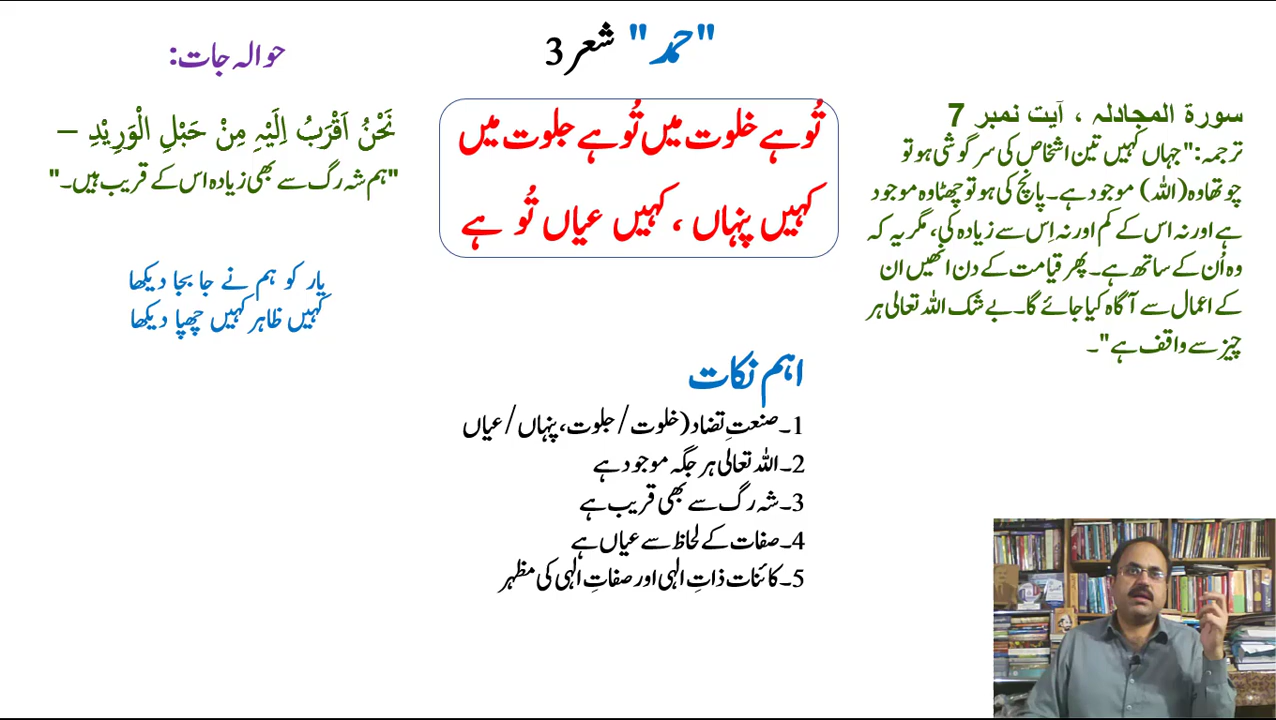 "حمد" شعر 3
تُو ہے خلوت میں تُو ہے جلوت میں
کہیں پنہاں ، کہیں عیاں تُو ہے
سورة المجادلہ ، آیت نمبر 7
ترجمہ:"جہاں کہیں تین اشخاص کی سرگوشی ہو تو
چوتھا وہ (اللہ) موجود ہے۔ پانچ کی ہو تو چھٹا وہ موجود
ہے اور نہ اس کے کم اور نہ اِس سے زیادہ کی، مگر یہ کہ
وہ اُن کے ساتھ ہے۔ پھر قیامت کے دن انھیں ان
کے اعمال سے آگاہ کیا جائے گا۔ بے شک اللہ تعالی ہر
چیز سے واقف ہے"۔
حوالہ جات:
نَحْنُ اَقْرَبُ اِلَيْهِ مِنْ حَبْلِ الْوَرِيْدِ –
"ہم شہ رگ سے بھی زیادہ اس کے قریب ہیں۔"
یار کو ہم نے جا بجا دیکھا
کہیں ظاہر کہیں چھپا دیکھا
اہم نکات
1۔ صنعتِ تضاد (خلوت/جلوت، پنہاں/عیاں
2۔ اللہ تعالی ہر جگہ موجود ہے
3۔ شہ رگ سے بھی قریب ہے
4۔ صفات کے لحاظ سے عیاں ہے
5۔ کائنات ذاتِ الٰہی اور صفاتِ الٰہی کی مظہر